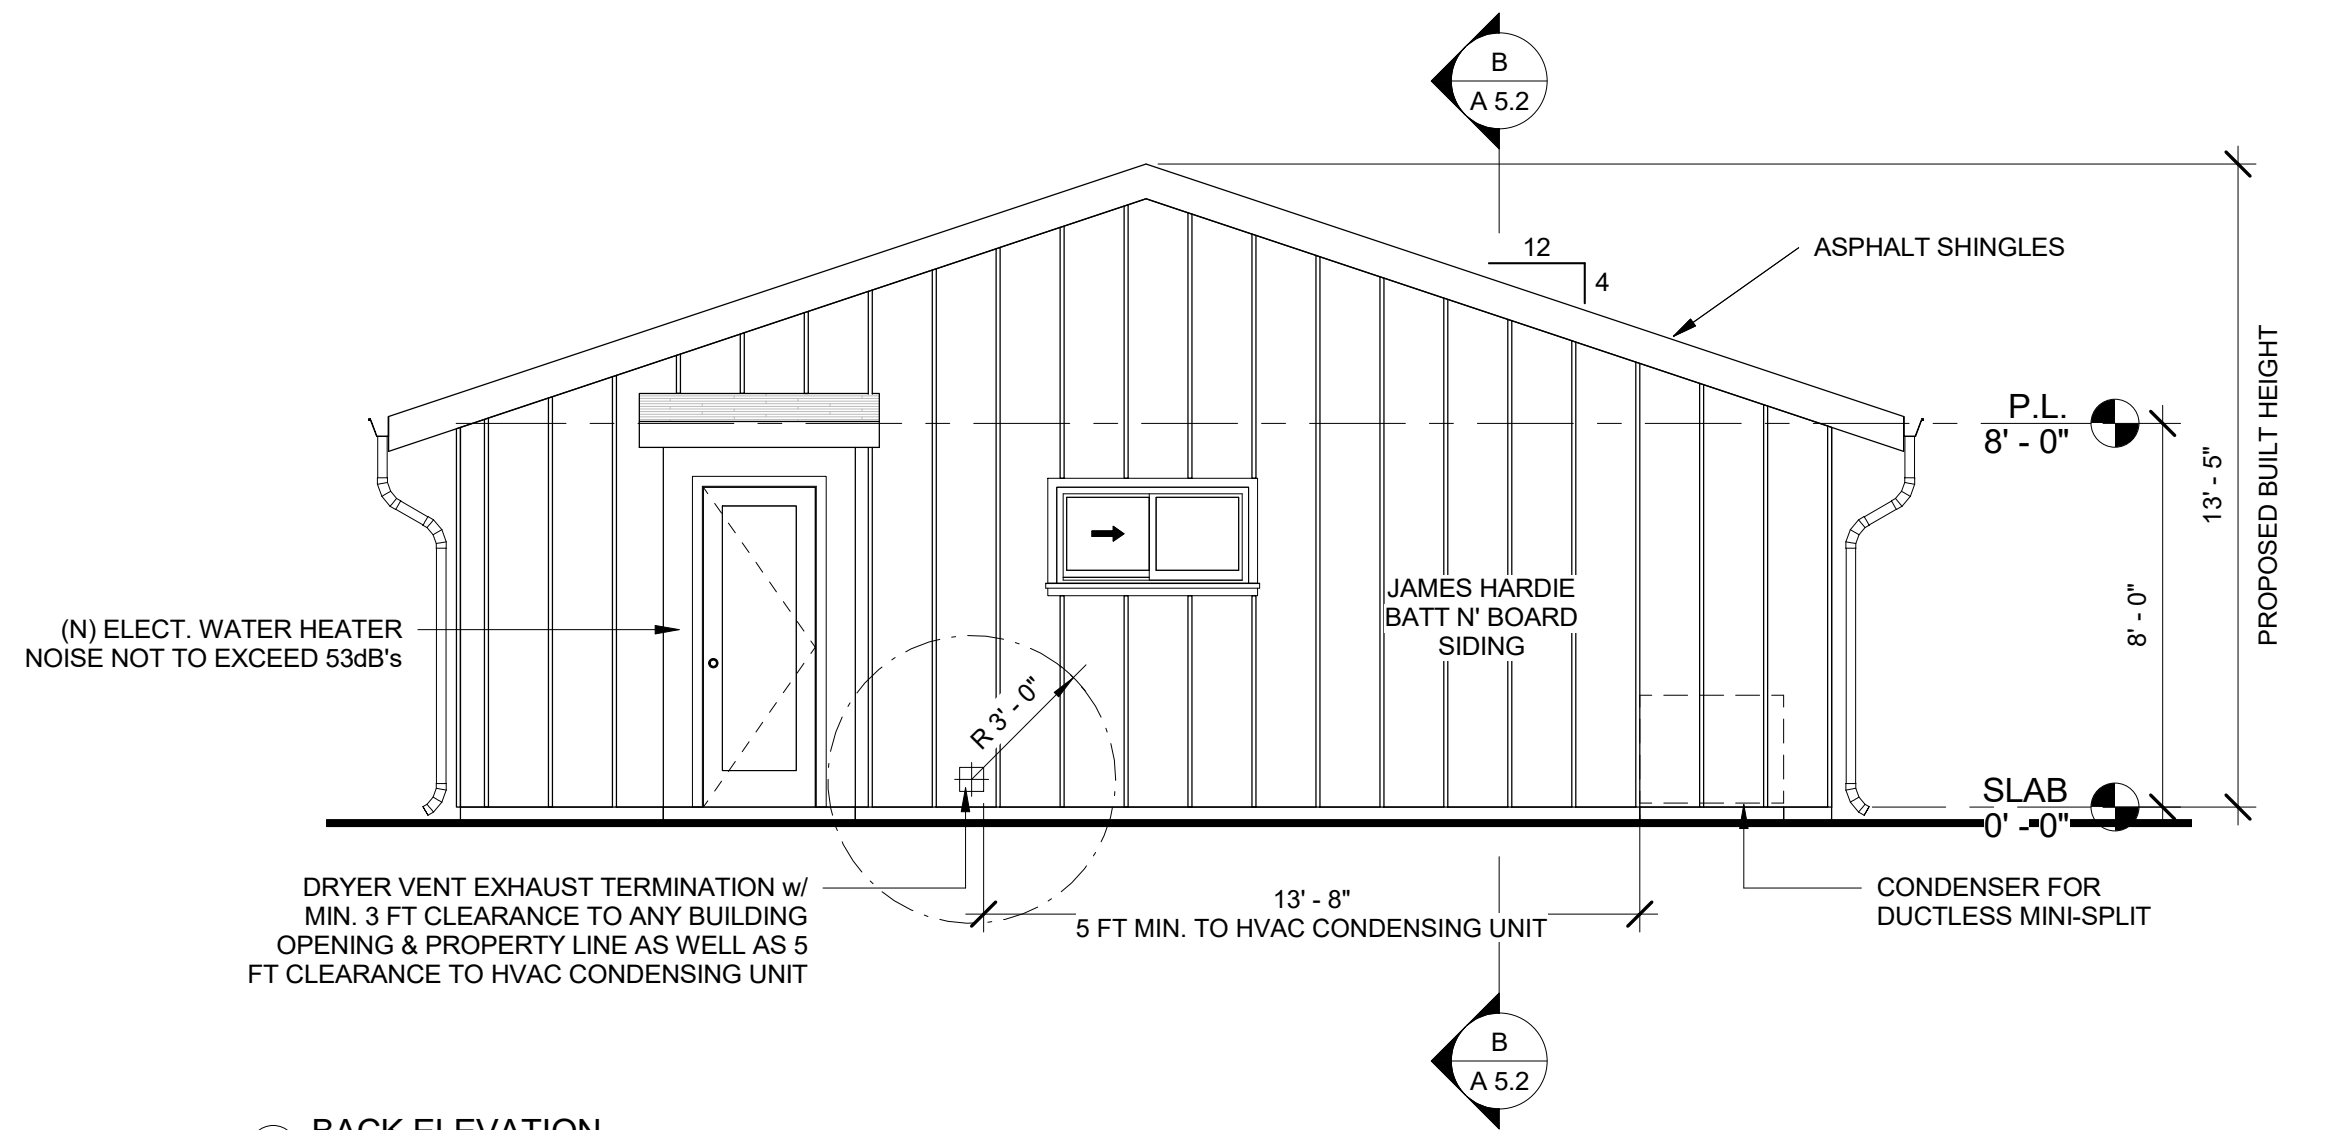 B
A 5.2
12
4
ASPHALT SHINGLES
P.L.
8' - 0"
13' - 5"
PROPOSED BUILT HEIGHT
8' - 0"
JAMES HARDIE
BATT N' BOARD
SIDING
(N) ELECT. WATER HEATER
NOISE NOT TO EXCEED 53dB's
R 3' - 0"
SLAB
0' - 0"
DRYER VENT EXHAUST TERMINATION w/
MIN. 3 FT CLEARANCE TO ANY BUILDING
OPENING & PROPERTY LINE AS WELL AS 5
FT CLEARANCE TO HVAC CONDENSING UNIT
13' - 8"
5 FT MIN. TO HVAC CONDENSING UNIT
CONDENSER FOR
DUCTLESS MINI-SPLIT
B
A 5.2
BACK ELEVATION